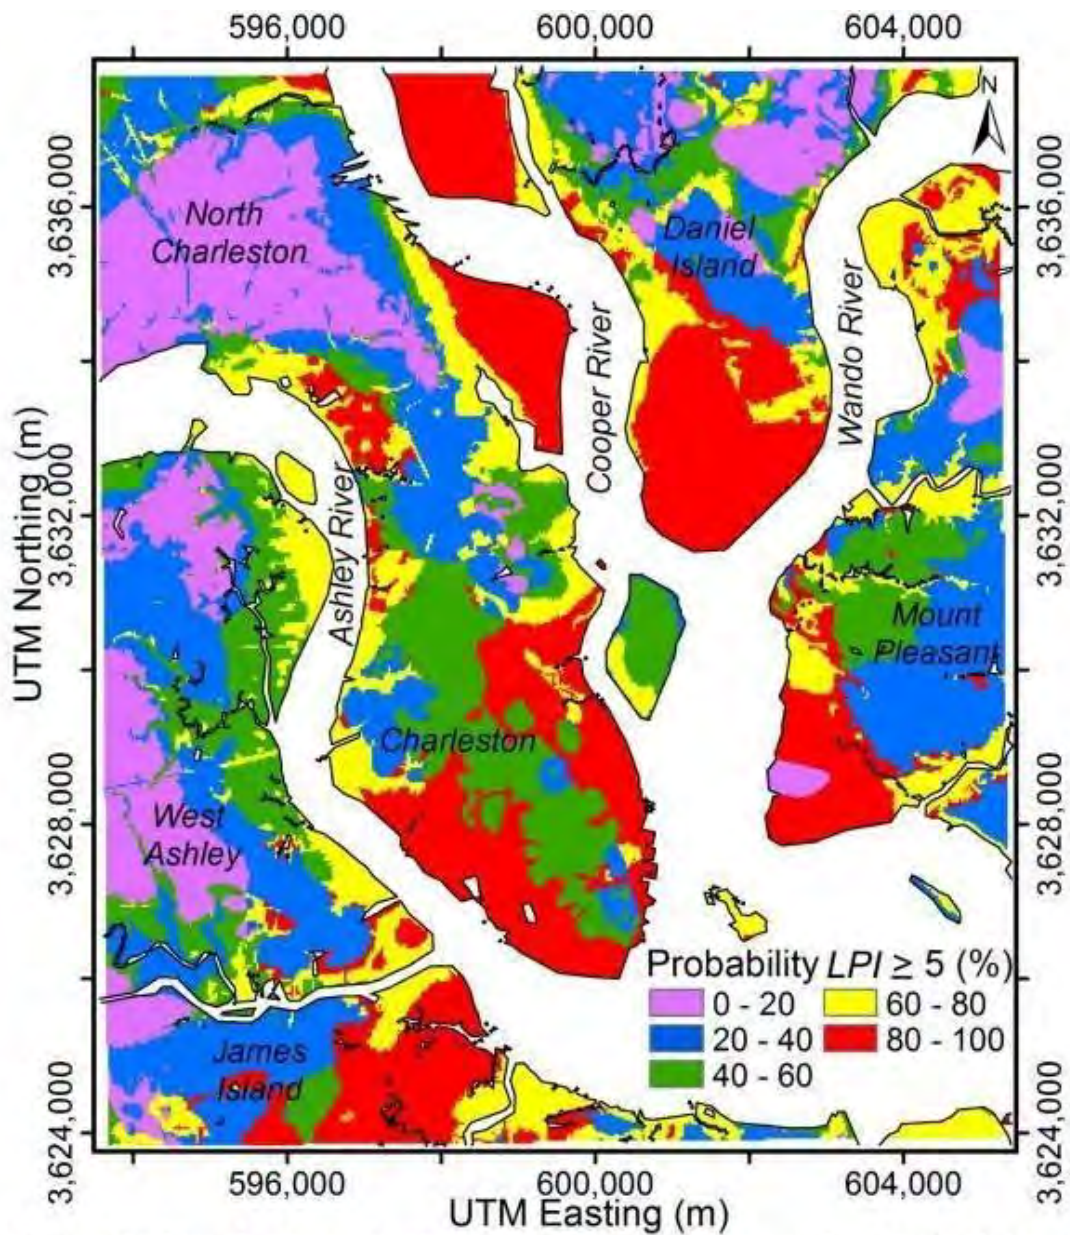 596,000 600,000 604,000
N
3,636,000
3,632,000
3,628,000
3,624,000
UTM Northing (m)
North
Charleston
Daniel
Island
Cooper River
Wando River
Ashley River
Mount
Pleasant
Charleston
West
Ashley
James
Island
Probability LPI ≥ 5 (%)
0 - 20 60 - 80
20 - 40 80 - 100
40 - 60
3,636,000
3,632,000
3,628,000
3,624,000
596,000 600,000 604,000
UTM Easting (m)